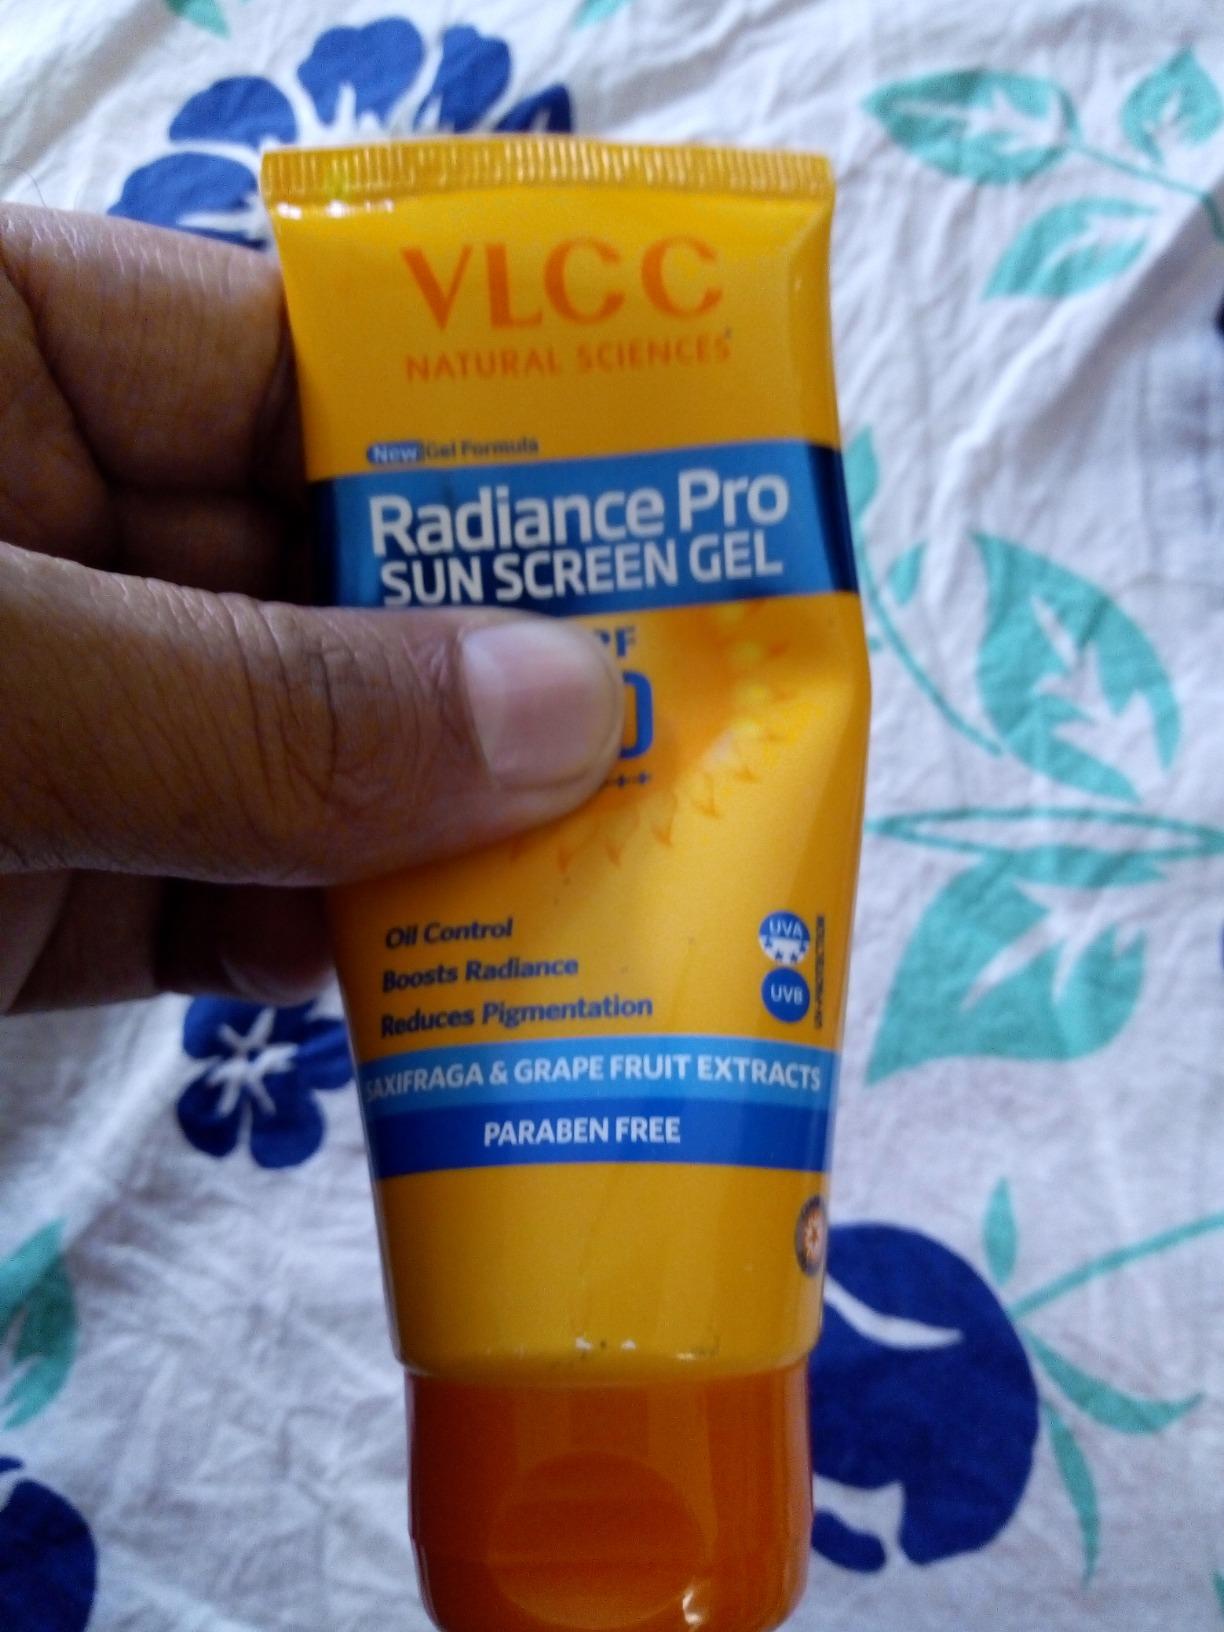 VLCC
NATURAL SCIENCES
New Gel Formula
Radiance Pro
SUN SCREEN GEL
Oil Control
Boosts Radiance
Reduces Pigmentation
UVA
UVB
SAXIFRAGA & GRAPE FRUIT EXTRACTS
PARABEN FREE